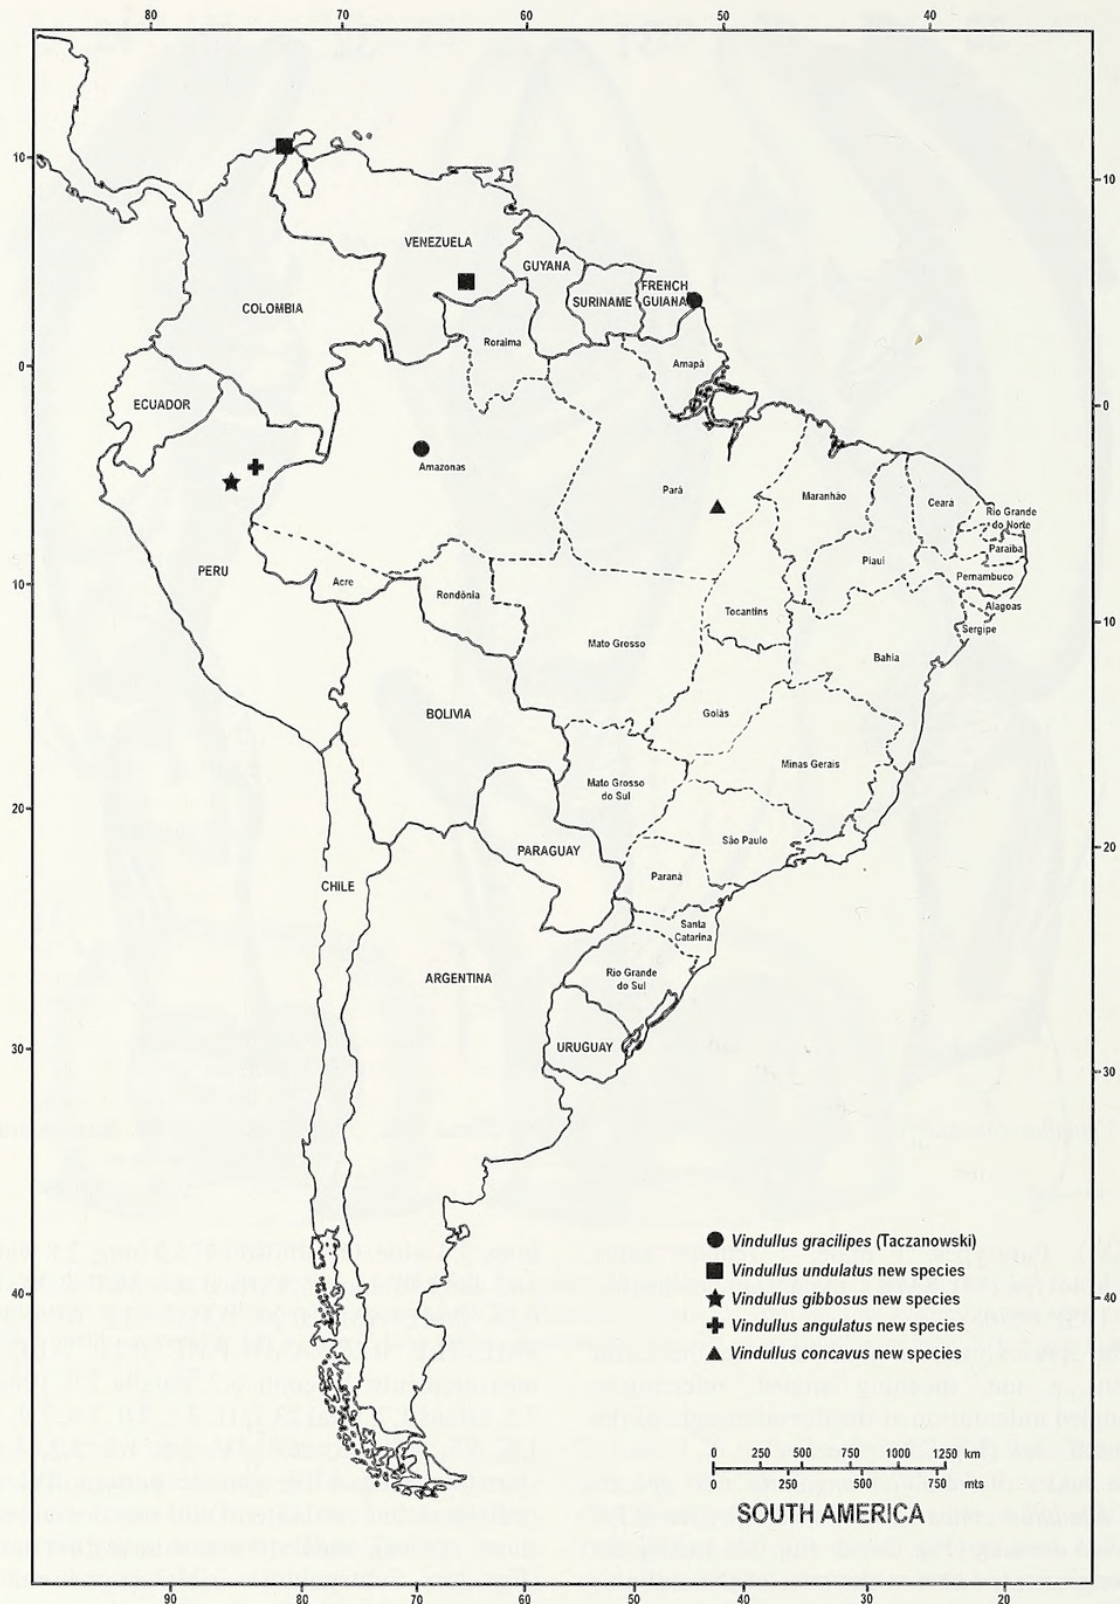 80 70 60 50 40
10
10
VENEZUELA
GUYANA
SURINAME
FRENCH
GUIANA
COLOMBIA
Roraima
Amapá
0
0
ECUADOR
Amazonas
Pará
Maranhão
Ceará
Rio Grande
do Norte
Paraiba
Piauí
Pernambuco
PERU
Acre
Rondônia
10
Tocantins
Alagoas
10
Sergipe
Mato Grosso
Bahia
BOLIVIA
Goiás
Minas Gerais
Mato Grosso
do Sul
20
São Paulo
20
PARAGUAY
Paraná
CHILE
Santa
Catarina
ARGENTINA
Rio Grande
do Sul
30
URUGUAY
30
Vindullus gracilipes (Taczanowski)
Vindullus undulatus new species
40
Vindullus gibbosus new species
40
Vindullus angulatus new species
Vindullus concavus new species
0 250 500 750 1000 1250 km
0 250 500 750 mts
SOUTH AMERICA
90 80 70 60 50 40 30 20